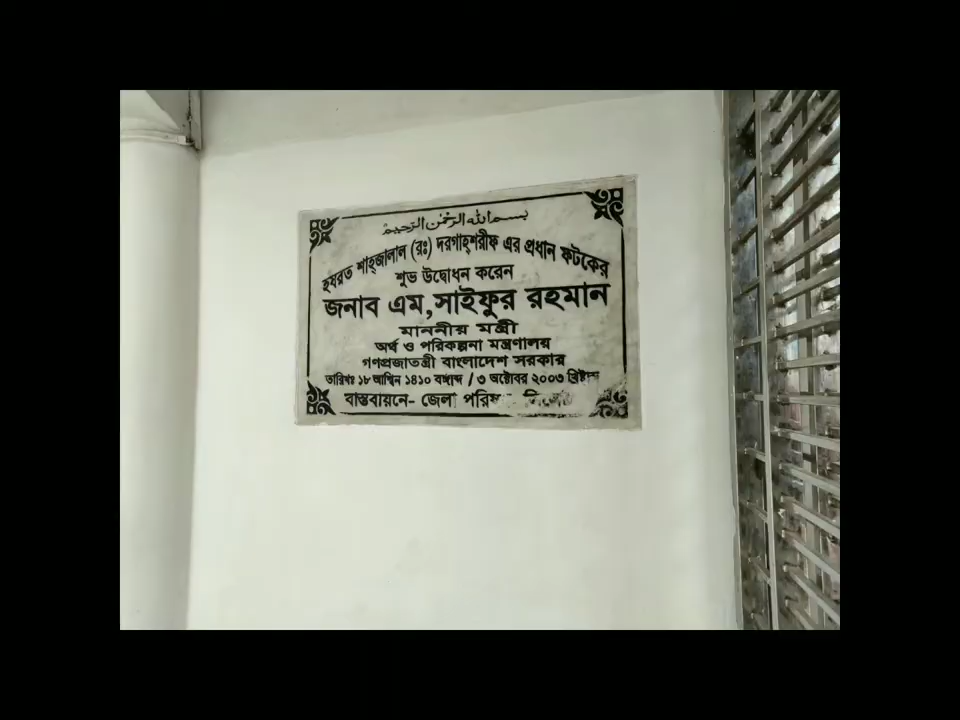 بسم الله الرحمن الرحيم
হযরত শাহ্জালাল (রঃ) দরগাহ্শরীফ এর প্রধান ফটকের
শুভ উদ্বোধন করেন
জনাব এম, সাইফুর রহমান
মাননীয় মন্ত্রী
অর্থ ও পরিকল্পনা মন্ত্রণালয়
গণপ্রজাতন্ত্রী বাংলাদেশ সরকার
তারিখঃ ১৮ আশ্বিন ১৪১০ বঙ্গাব্দ / ৩ অক্টোবর ২০০৩
বাস্তবায়নে- জেলা